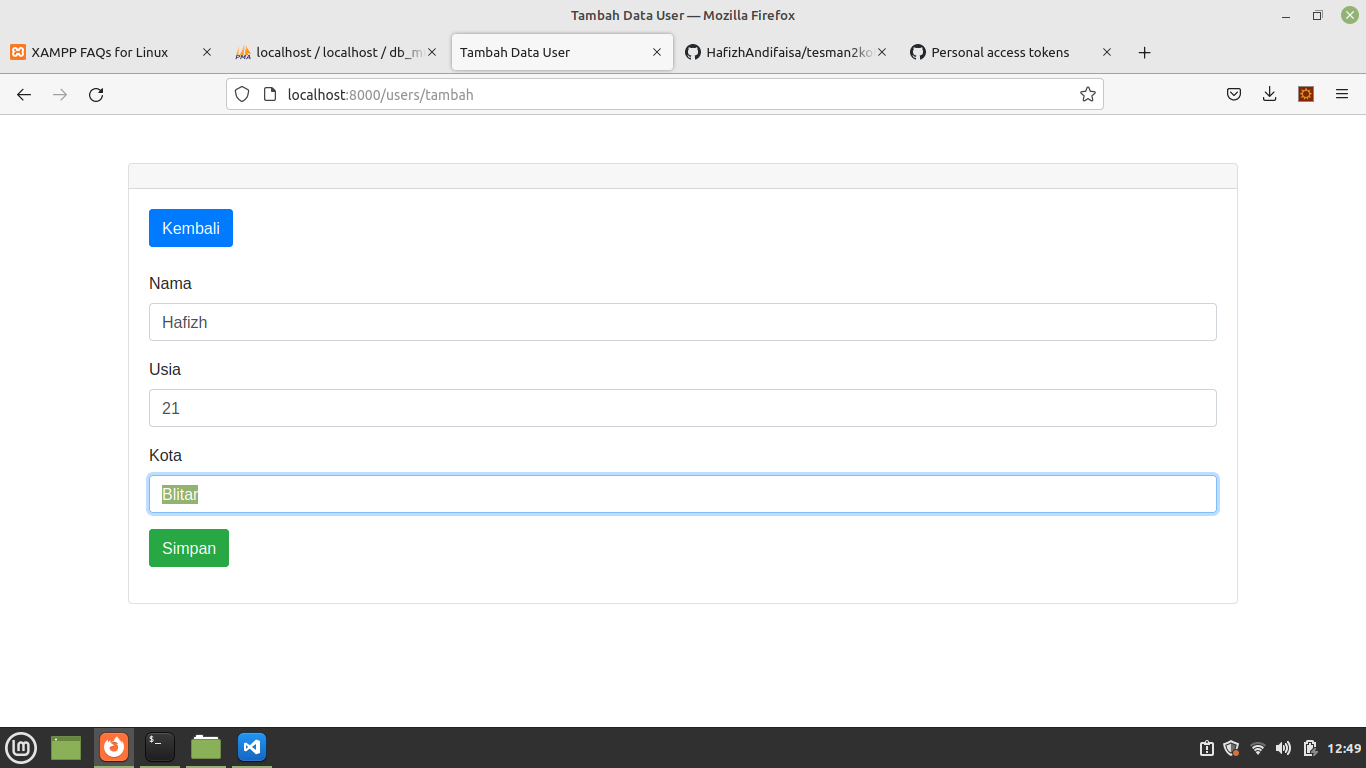 Tambah Data User — Mozilla Firefox
XAMPP FAQs for Linux
localhost / localhost / db_m
Tambah Data User
HafizhAndifaisa/tesman2ko
Personal access tokens
localhost:8000/users/tambah
Kembali
Nama
Hafizh
Usia
21
Kota
Blitar
Simpan
12:49